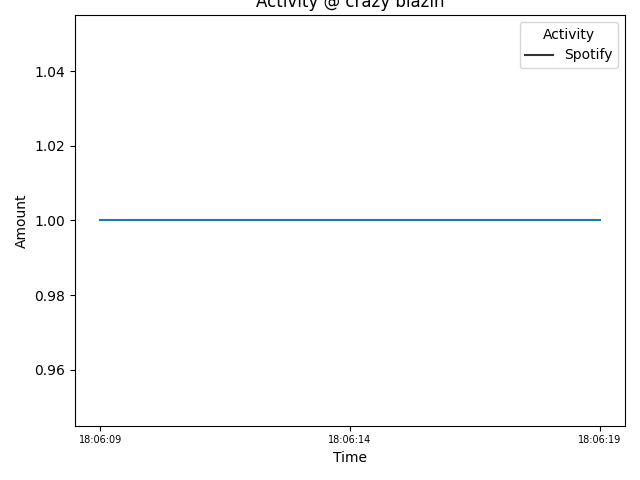 Activity @ crazy blazin
Activity
Spotify
1.04
1.02
1.00
0.98
0.96
Amount
18:06:09
18:06:14
18:06:19
Time